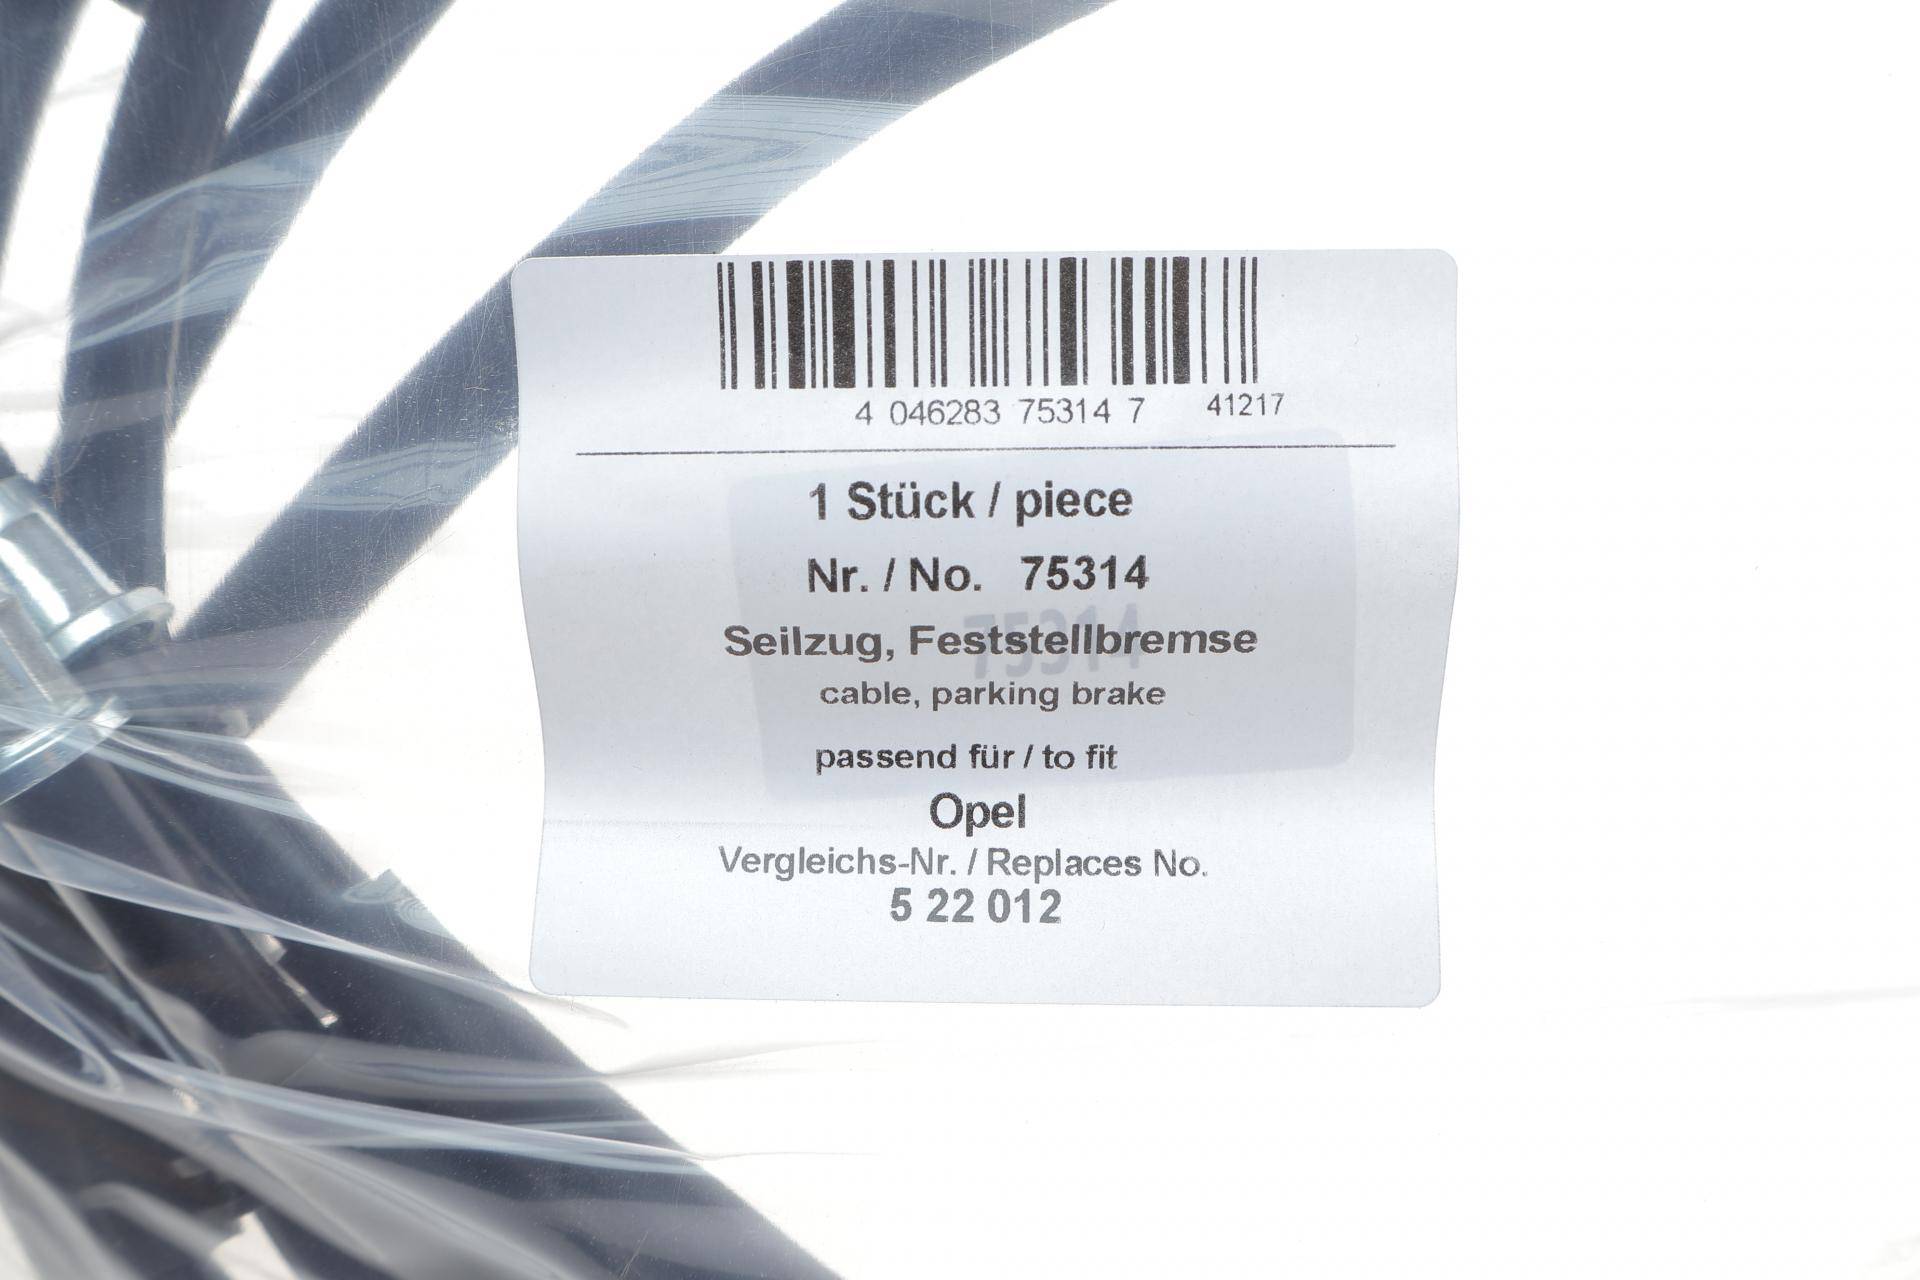 4 046283 75314 7 41217
1 Stück / piece
Nr. / No. 75314
Seilzug, Feststellbremse
75314
cable, parking brake
passend für / to fit
Opel
Vergleichs-Nr. / Replaces No.
5 22 012